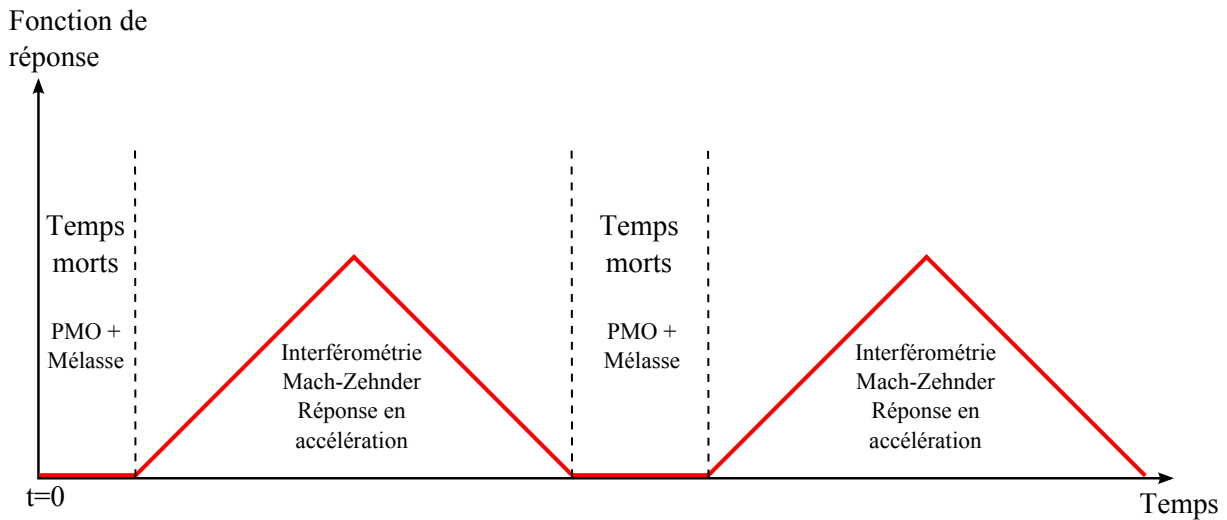 Fonction de
réponse
Temps
morts
PMO +
Mélasse
Interférométrie
Mach-Zehnder
Réponse en
accélération
Temps
morts
PMO +
Mélasse
Interférométrie
Mach-Zehnder
Réponse en
accélération
t=0
Temps